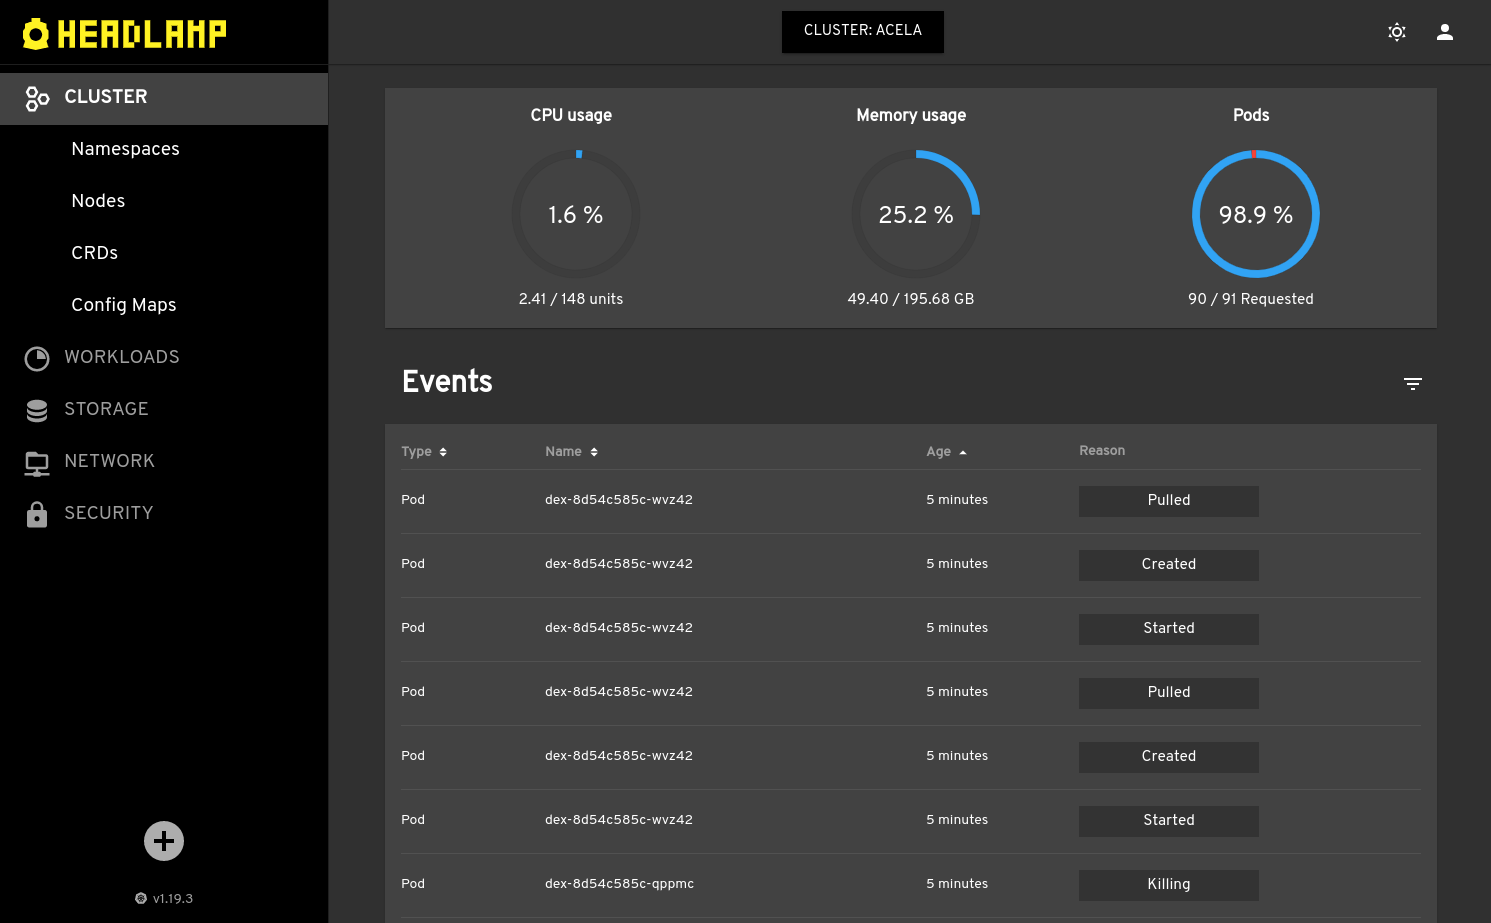 HEADLAMP
CLUSTER: ACELA
CLUSTER
Namespaces
Nodes
CRDs
Config Maps
WORKLOADS
STORAGE
NETWORK
SECURITY
v1.19.3
CPU usage Memory usage Pods
1.6 % 25.2 % 98.9 %
2.41 / 148 units 49.40 / 195.68 GB 90 / 91 Requested
Events
Type Name Age Reason
Pod dex-8d54c585c-wvz42 5 minutes Pulled
Pod dex-8d54c585c-wvz42 5 minutes Created
Pod dex-8d54c585c-wvz42 5 minutes Started
Pod dex-8d54c585c-wvz42 5 minutes Pulled
Pod dex-8d54c585c-wvz42 5 minutes Created
Pod dex-8d54c585c-wvz42 5 minutes Started
Pod dex-8d54c585c-qppmc 5 minutes Killing